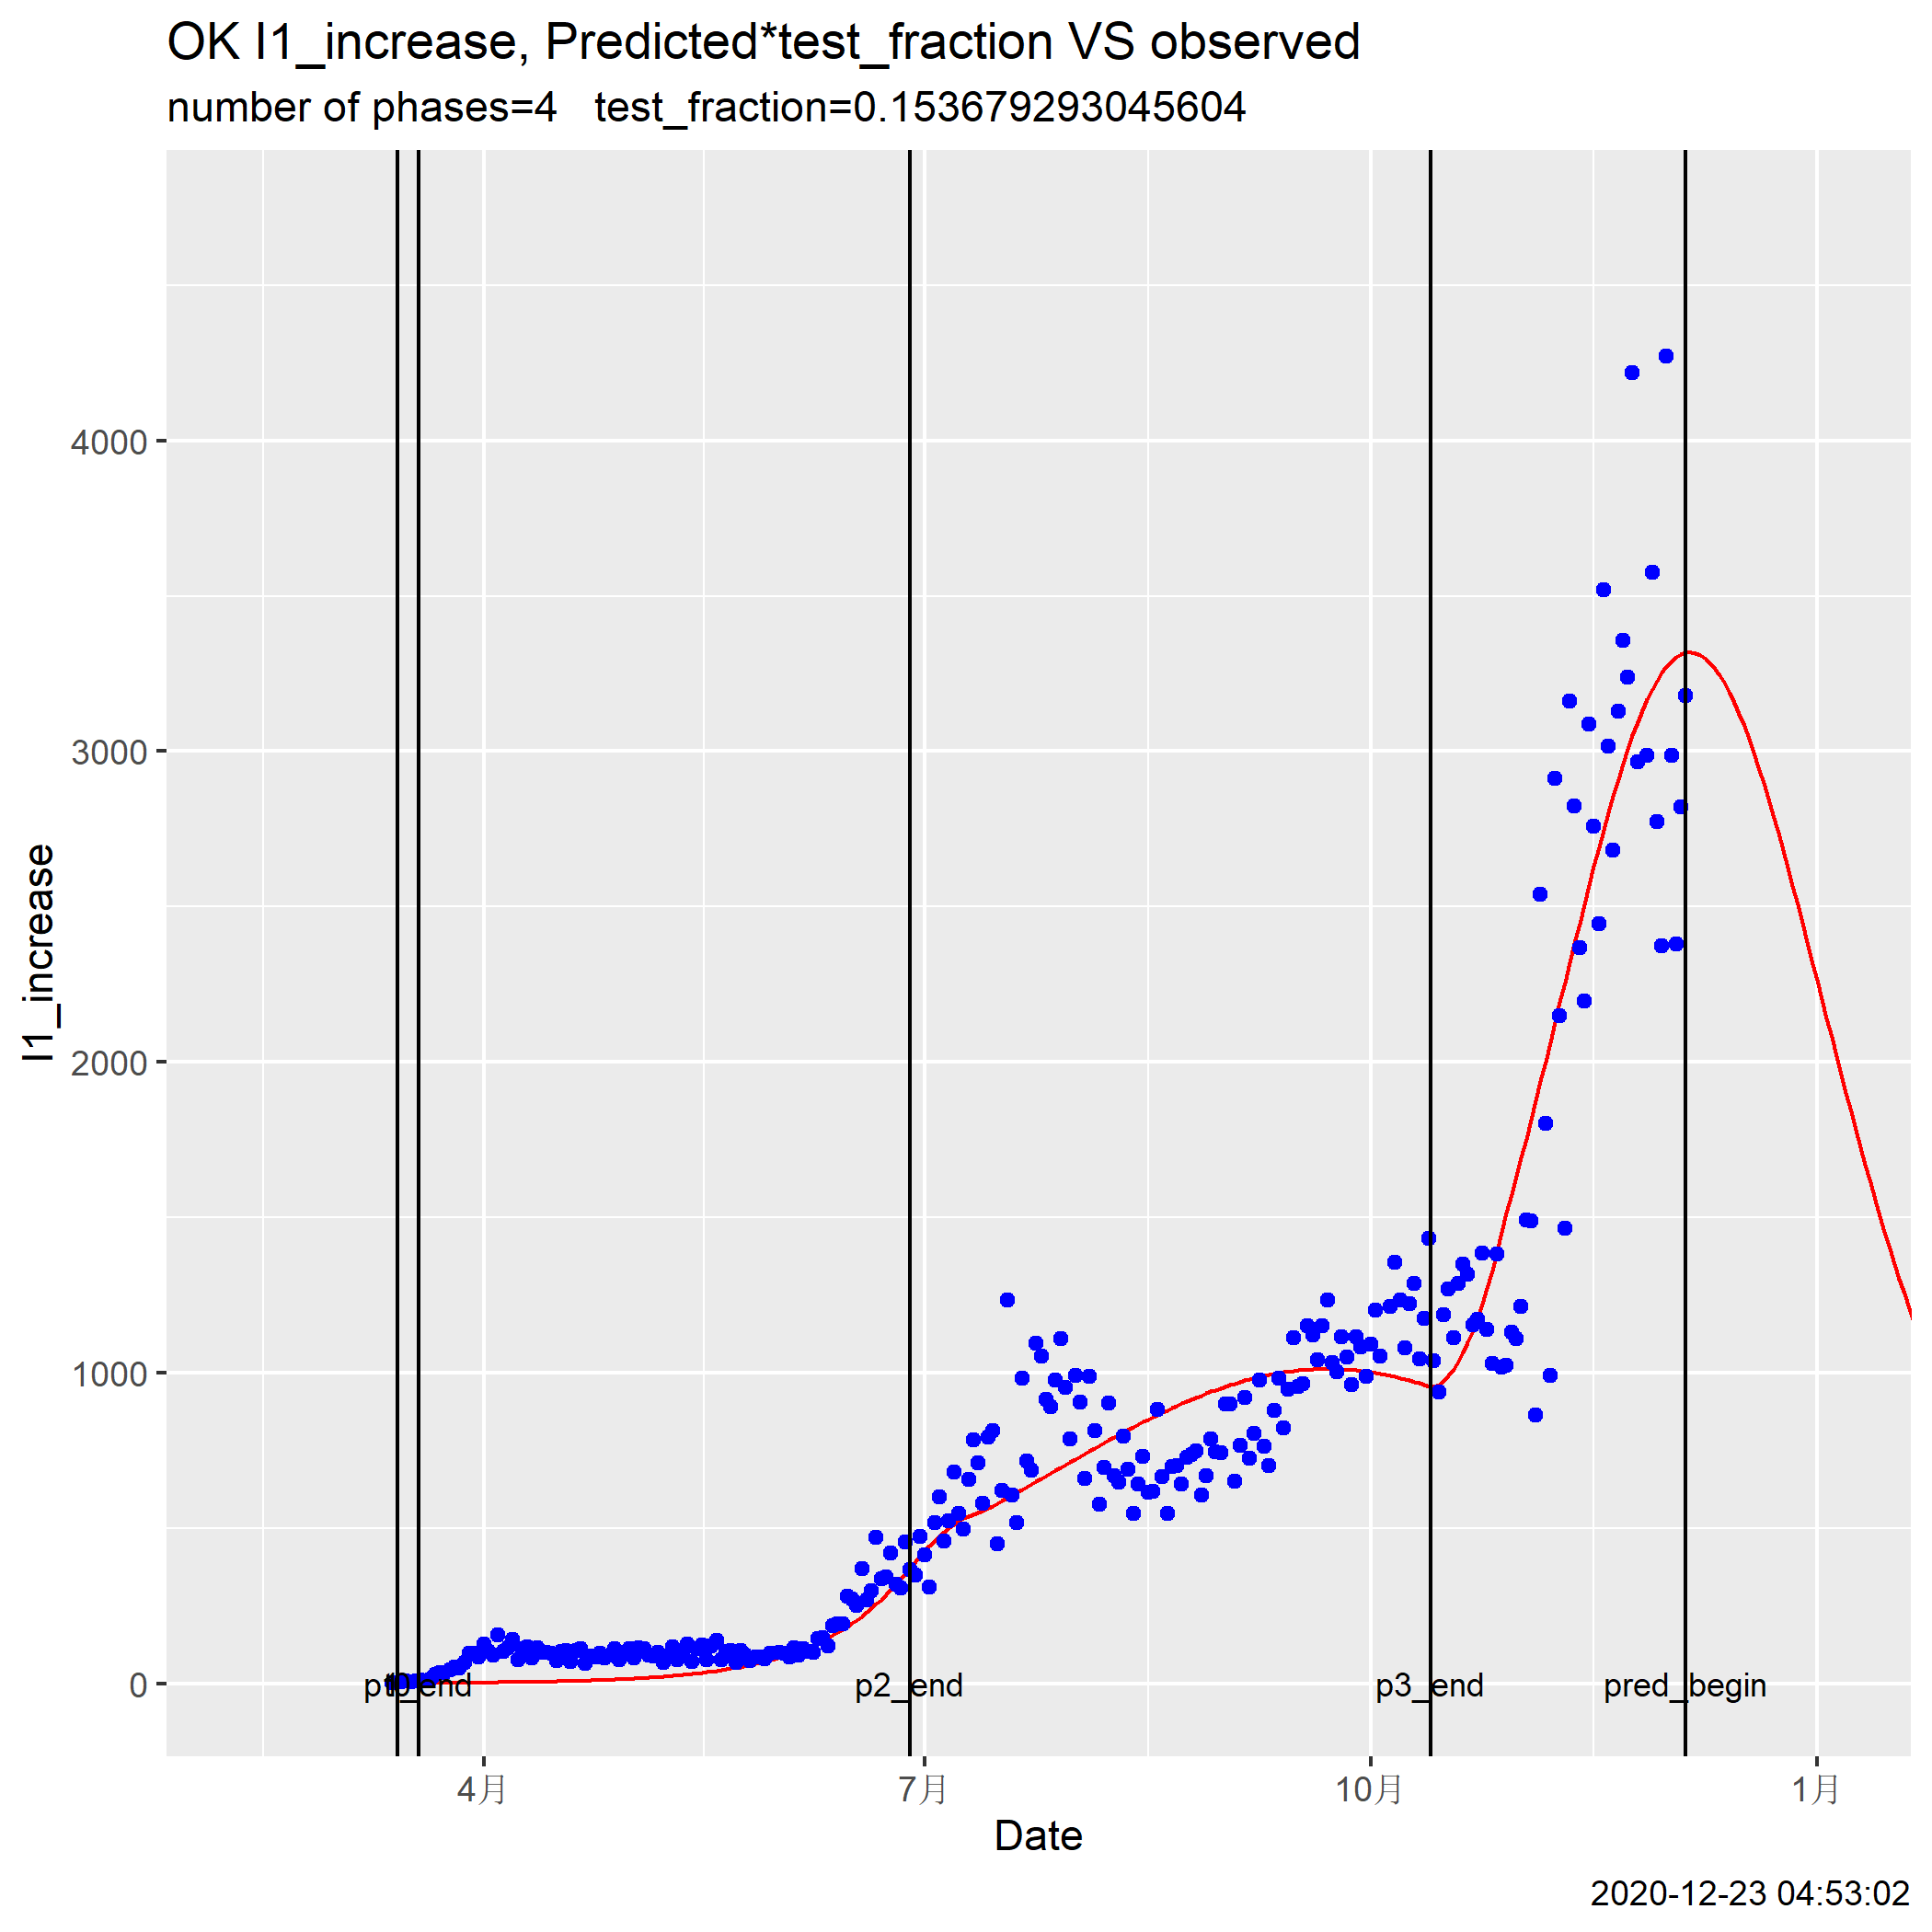 OK I1_increase, Predicted*test_fraction VS observed
number of phases=4 test_fraction=0.153679293045604
I1_increase
4000
3000
2000
1000
0
p2_end
p3_end
pred_begin
4月
7月
10月
1月
Date
2020-12-23 04:53:02